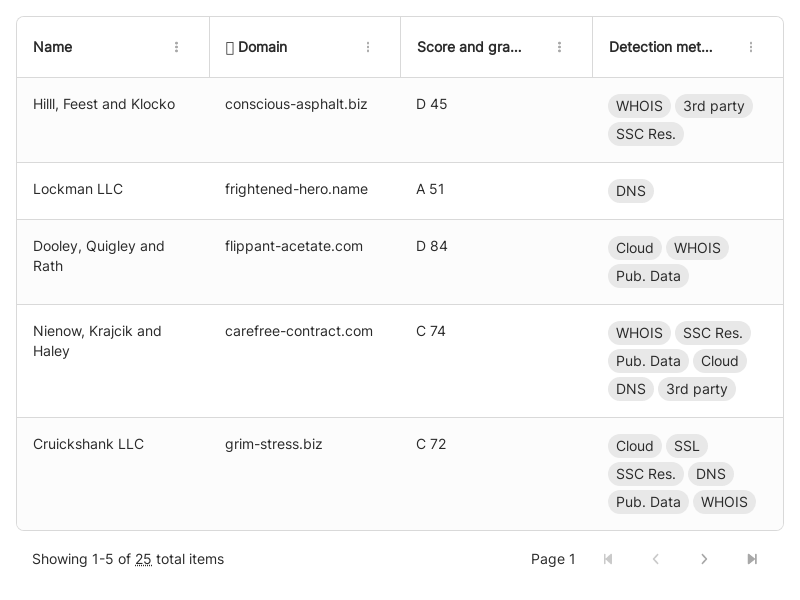 Name
Domain
Score and gra...
Detection met...
Hilll, Feest and Klocko
conscious-asphalt.biz
D 45
WHOIS 3rd party
SSC Res.
Lockman LLC
frightened-hero.name
A 51
DNS
Dooley, Quigley and
Rath
flippant-acetate.com
D 84
Cloud WHOIS
Pub. Data
Nienow, Krajcik and
Haley
carefree-contract.com
C 74
WHOIS SSC Res.
Pub. Data Cloud
DNS 3rd party
Cruickshank LLC
grim-stress.biz
C 72
Cloud SSL
SSC Res. DNS
Pub. Data WHOIS
Showing 1-5 of 25 total items
Page 1